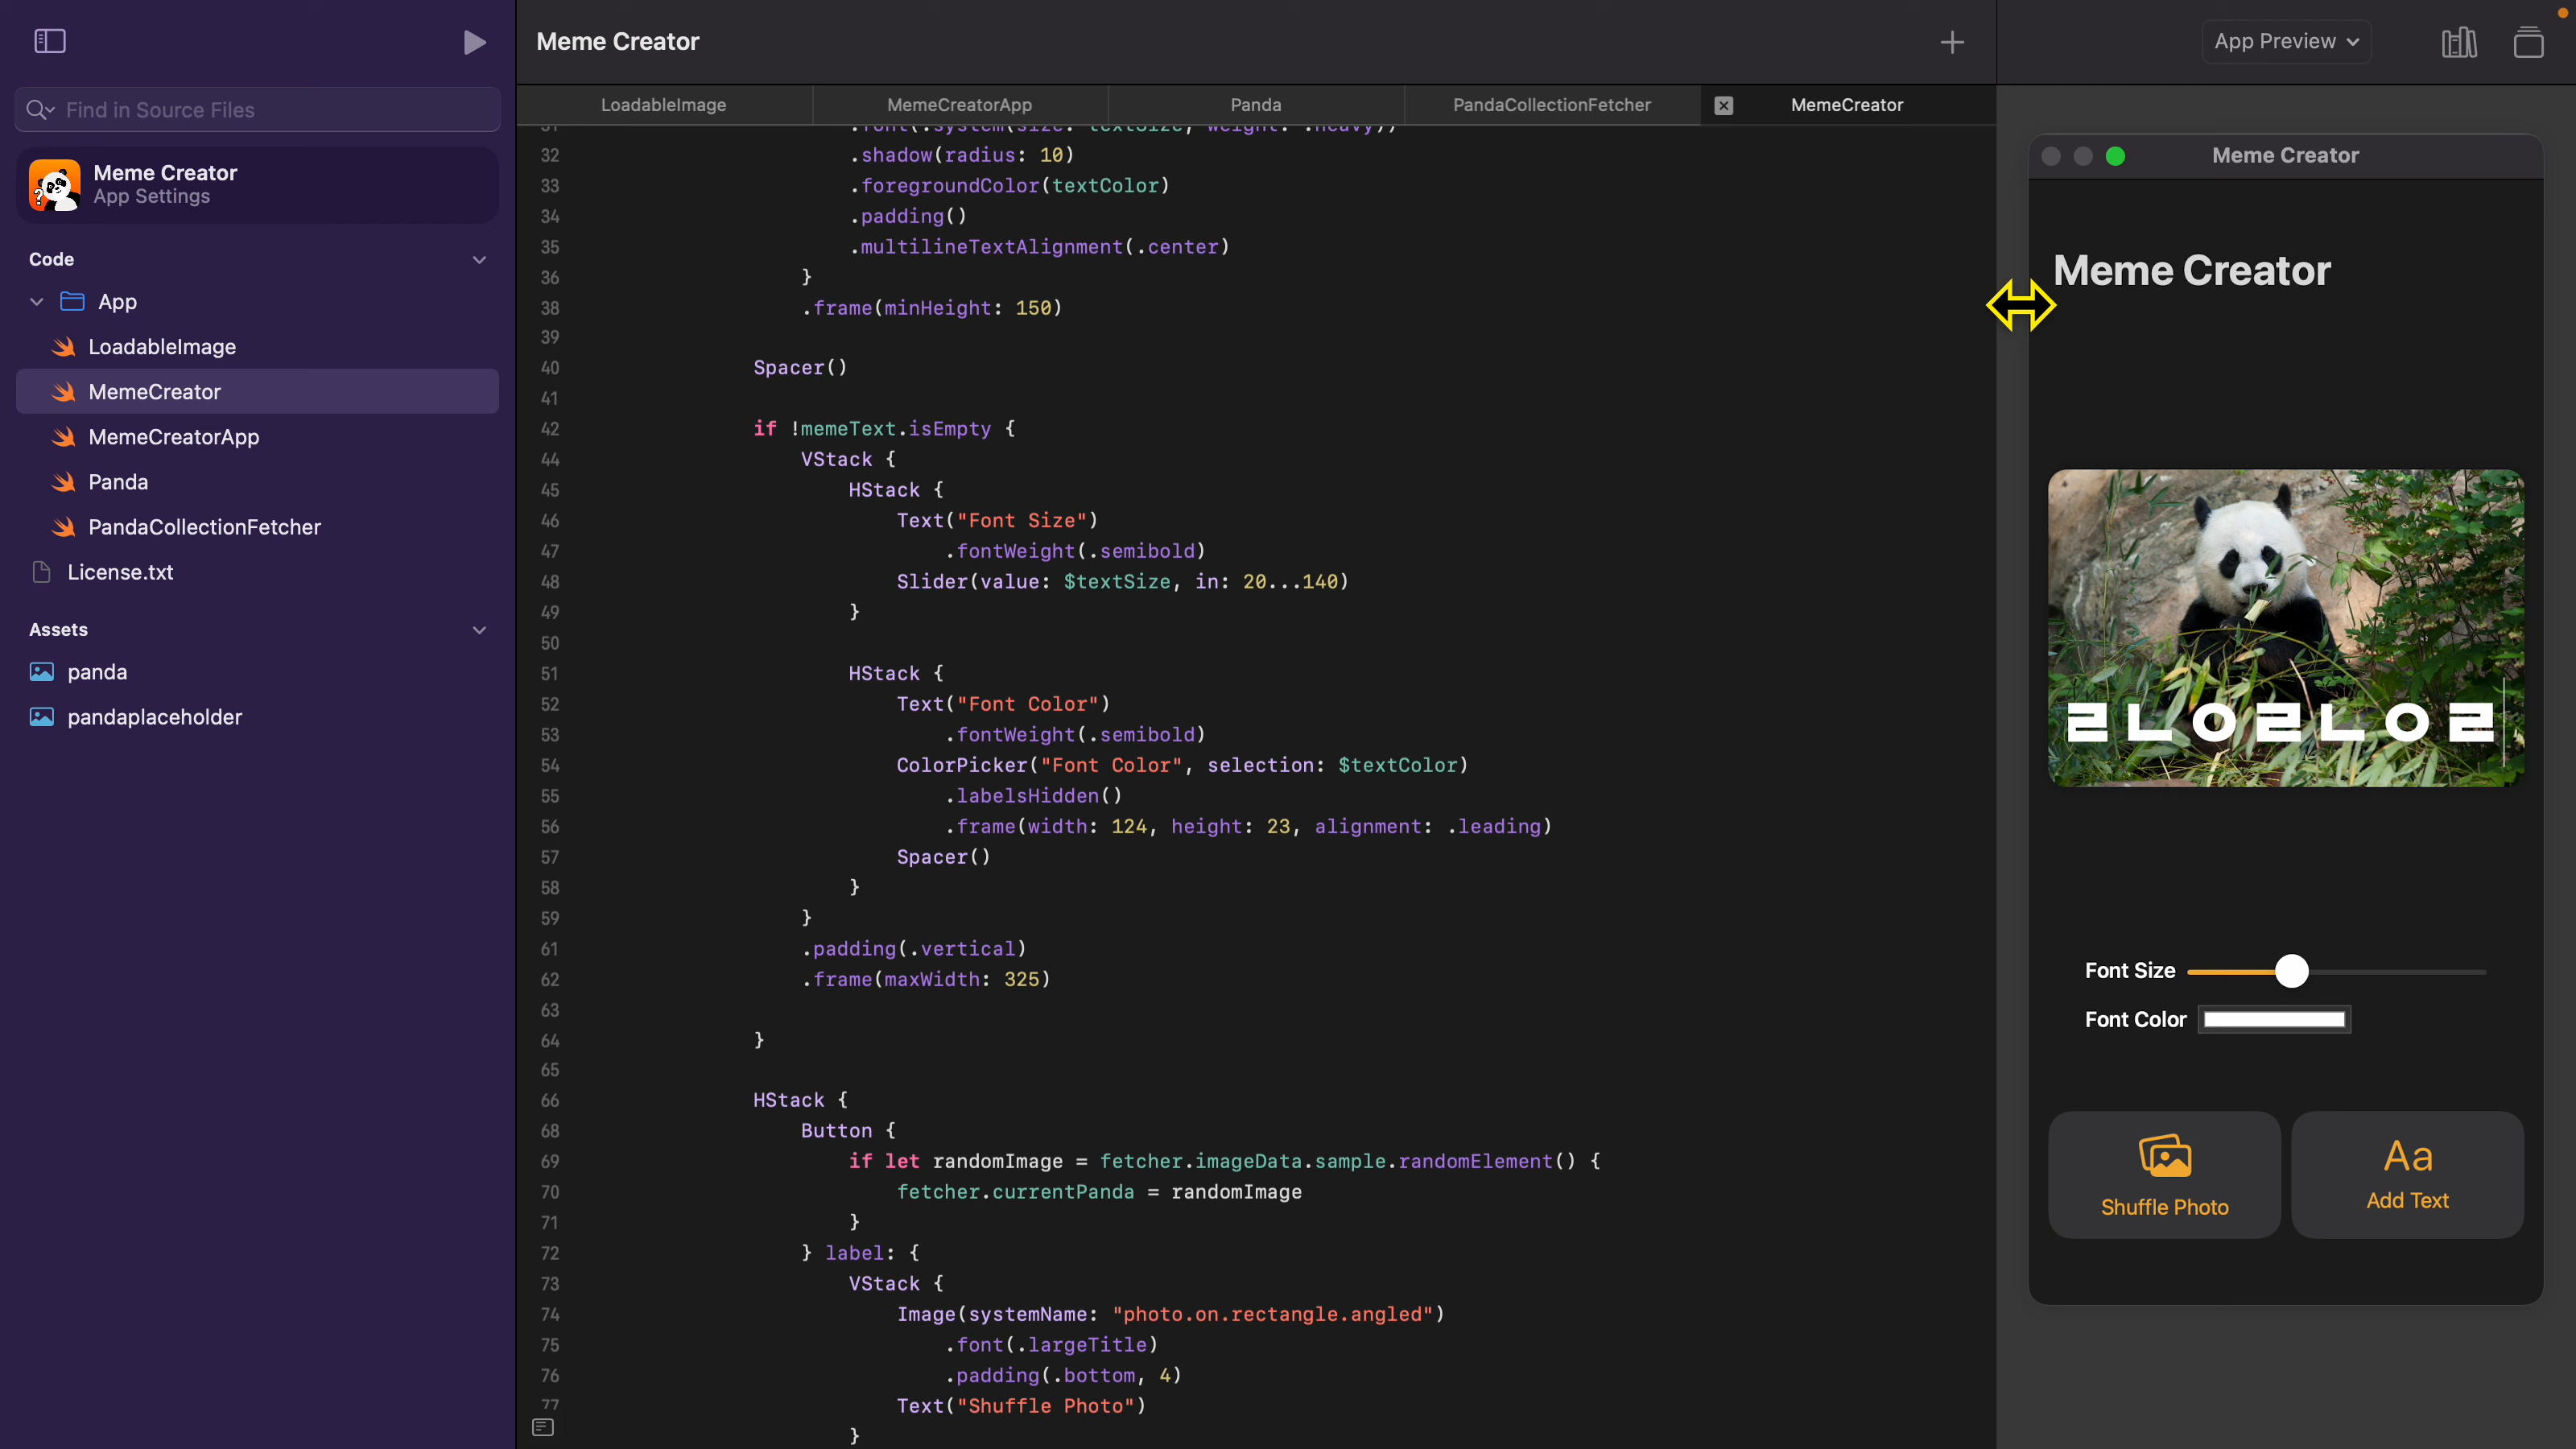 Meme Creator
App Preview
Find in Source Files
Meme Creator
App Settings
Code
App
LoadableImage
MemeCreator
MemeCreatorApp
Panda
PandaCollectionFetcher
License.txt
Assets
panda
pandaplaceholder
LoadableImage
MemeCreatorApp
Panda
PandaCollectionFetcher
MemeCreator
31 .font(.system(size: textSize, weight: .heavy))
32 .shadow(radius: 10)
33 .foregroundColor(textColor)
34 .padding()
35 .multilineTextAlignment(.center)
36 }
38 .frame(minHeight: 150)
39
40 Spacer()
41
42 if !memeText.isEmpty {
44 VStack {
45 HStack {
46 Text("Font Size")
47 .fontWeight(.semibold)
48 Slider(value: $textSize, in: 20...140)
49 }
50
51 HStack {
52 Text("Font Color")
53 .fontWeight(.semibold)
54 ColorPicker("Font Color", selection: $textColor)
55 .labelsHidden()
56 .frame(width: 124, height: 23, alignment: .leading)
57 Spacer()
58 }
59 }
61 .padding(.vertical)
62 .frame(maxWidth: 325)
63
64 }
65
66 HStack {
68 Button {
69 if let randomImage = fetcher.imageData.sample.randomElement() {
70 fetcher.currentPanda = randomImage
71 }
72 } label: {
73 VStack {
74 Image(systemName: "photo.on.rectangle.angled")
75 .font(.largeTitle)
76 .padding(.bottom, 4)
77 Text("Shuffle Photo")
}
Meme Creator
Meme Creator
Font Size
Font Color
Shuffle Photo
Aa
Add Text